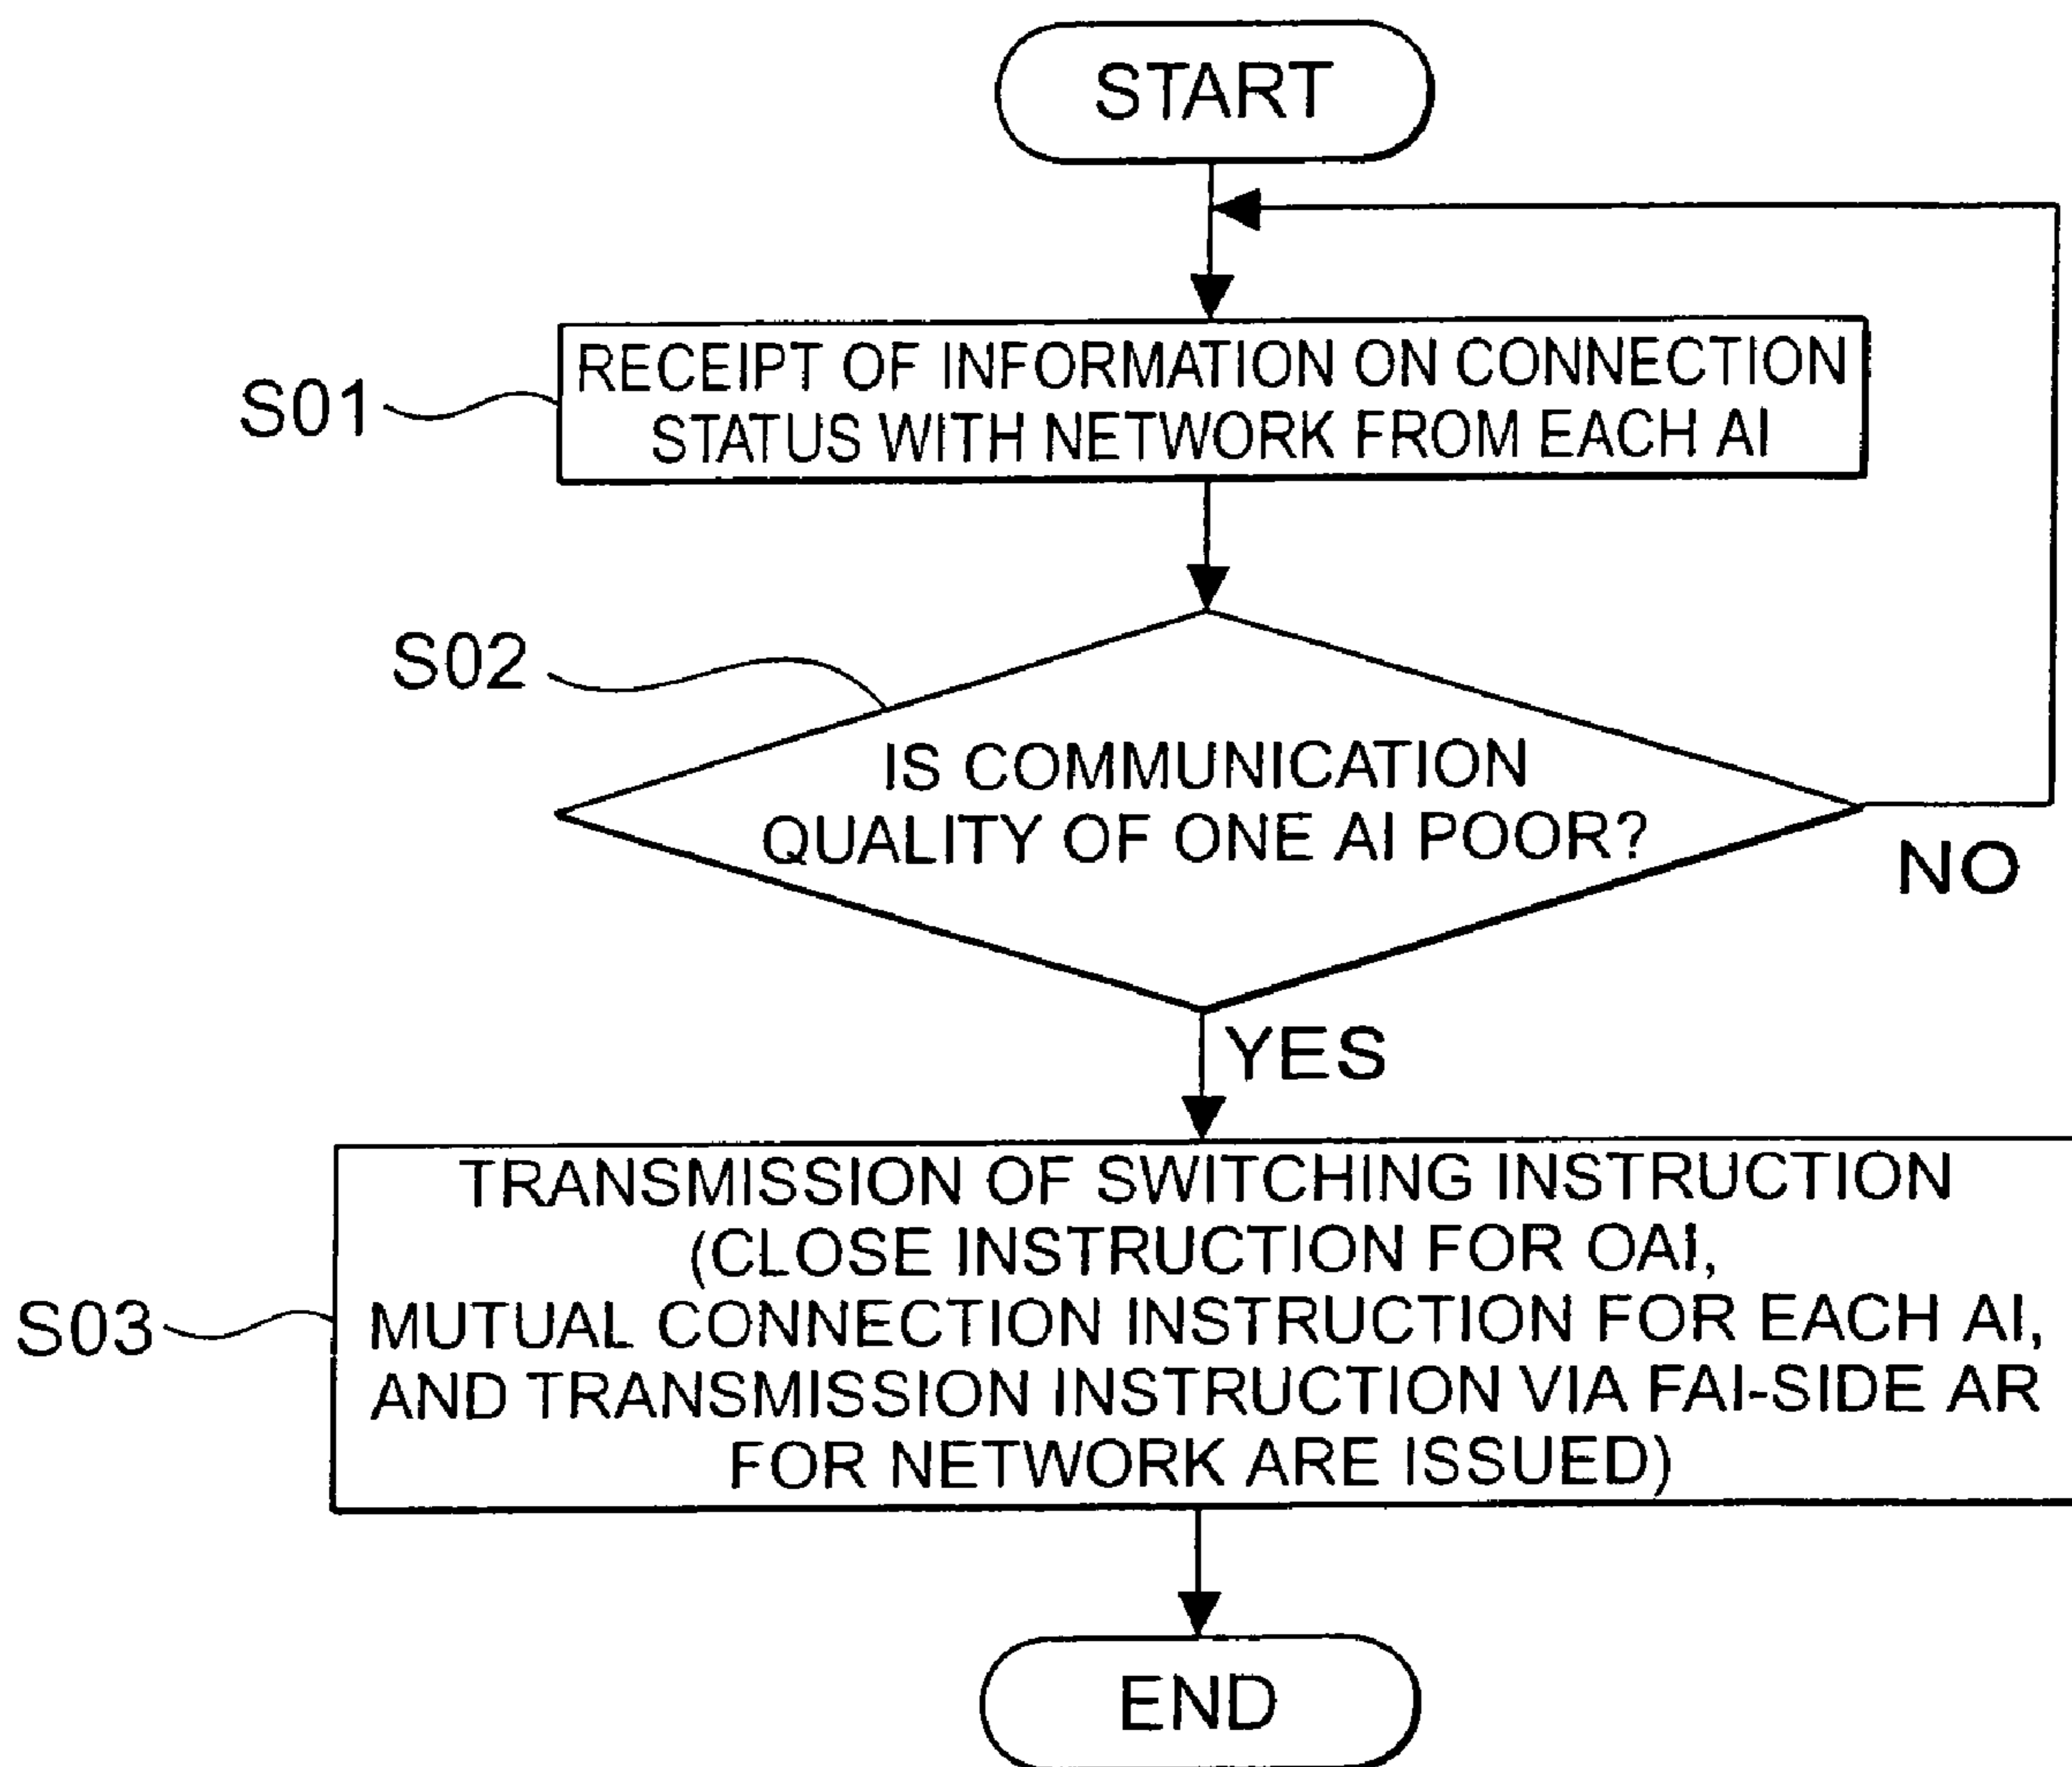 START
S01
RECEIPT OF INFORMATION ON CONNECTION
STATUS WITH NETWORK FROM EACH AI
S02
IS COMMUNICATION
QUALITY OF ONE AI POOR?
NO
YES
S03
TRANSMISSION OF SWITCHING INSTRUCTION
(CLOSE INSTRUCTION FOR OAI,
MUTUAL CONNECTION INSTRUCTION FOR EACH AI,
AND TRANSMISSION INSTRUCTION VIA FAI-SIDE AR
FOR NETWORK ARE ISSUED)
END